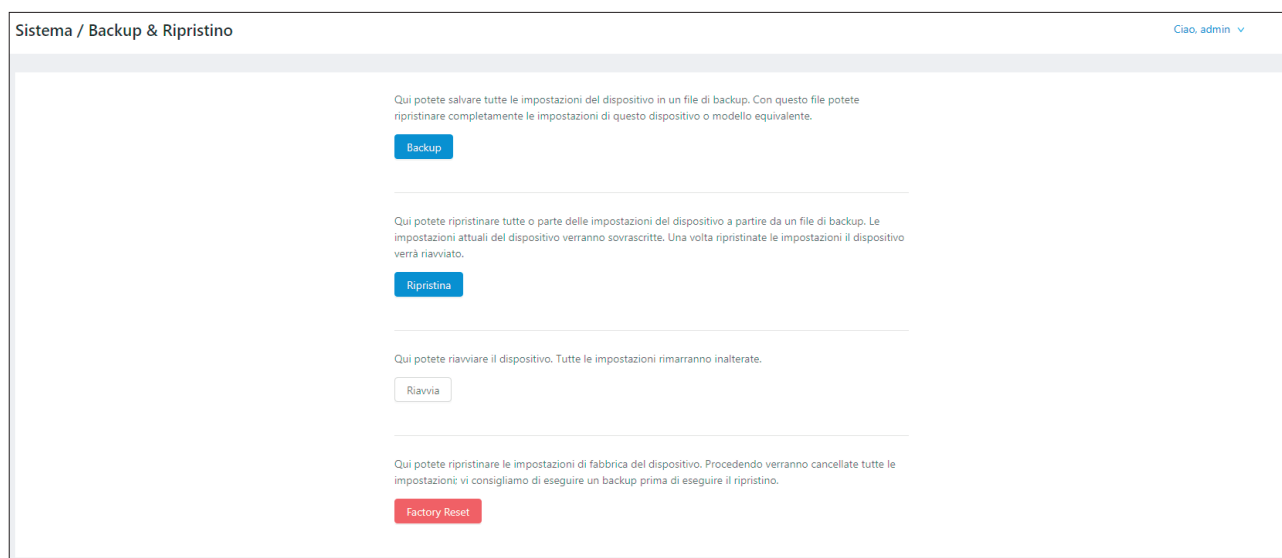 Sistema / Backup & Ripristino
Ciao, admin
Qui potete salvare tutte le impostazioni del dispositivo in un file di backup. Con questo file potete
ripristinare completamente le impostazioni di questo dispositivo o modello equivalente.
Backup
Qui potete ripristinare tutte o parte delle impostazioni del dispositivo a partire da un file di backup. Le
impostazioni attuali del dispositivo verranno sovrascritte. Una volta ripristinate le impostazioni il dispositivo
verrà riavviato.
Ripristina
Qui potete riavviare il dispositivo. Tutte le impostazioni rimarranno inalterate.
Riavvia
Qui potete ripristinare le impostazioni di fabbrica del dispositivo. Procedendo verranno cancellate tutte le
impostazioni: vi consigliamo di eseguire un backup prima di eseguire il ripristino.
Factory Reset